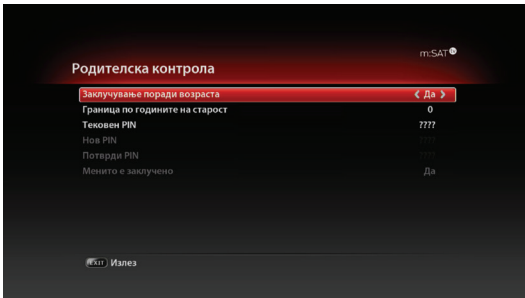 m:SAT tv
Родителска контрола
Заклучување поради возраста < Да >
Граница по годините на старост 0
Тековен PIN ????
Нов PIN ????
Потврди PIN ????
Менито е заклучено Да
EXIT Излез